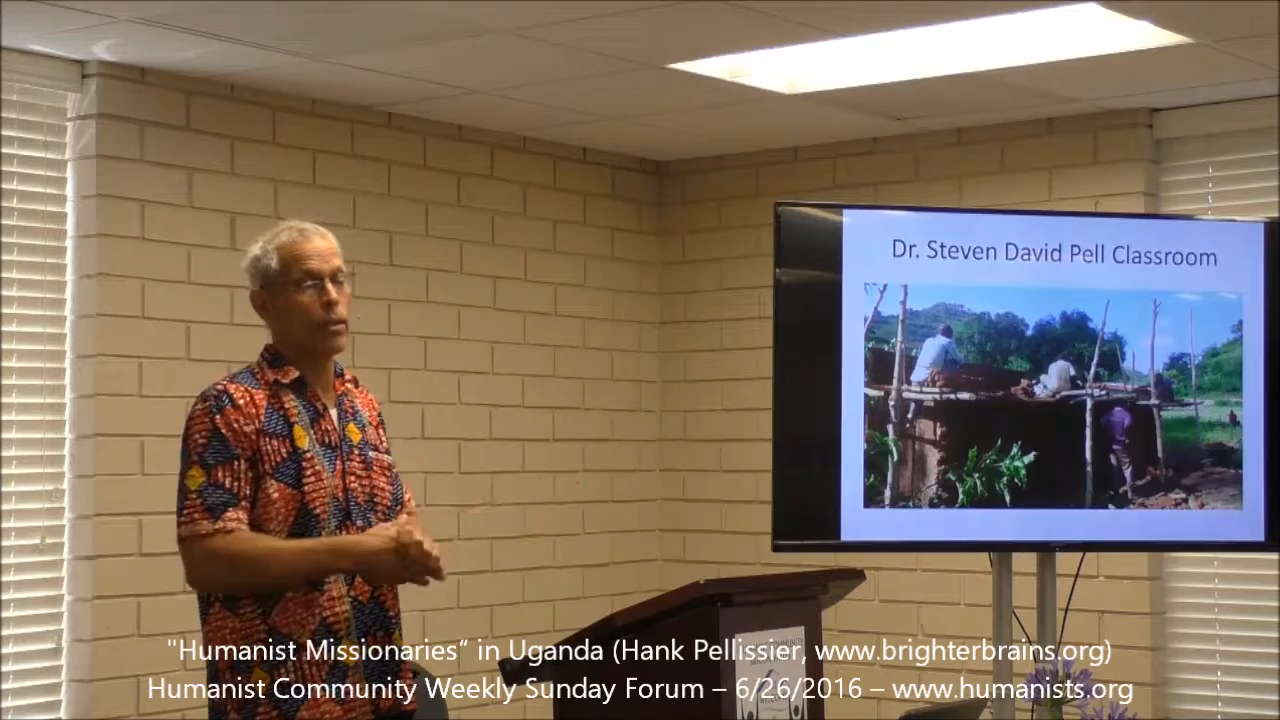 Dr. Steven David Pell Classroom
"Humanist Missionaries“ in Uganda (Hank Pellissier, www.brighterbrains.org)
Humanist Community Weekly Sunday Forum – 6/26/2016 – www.humanists.org